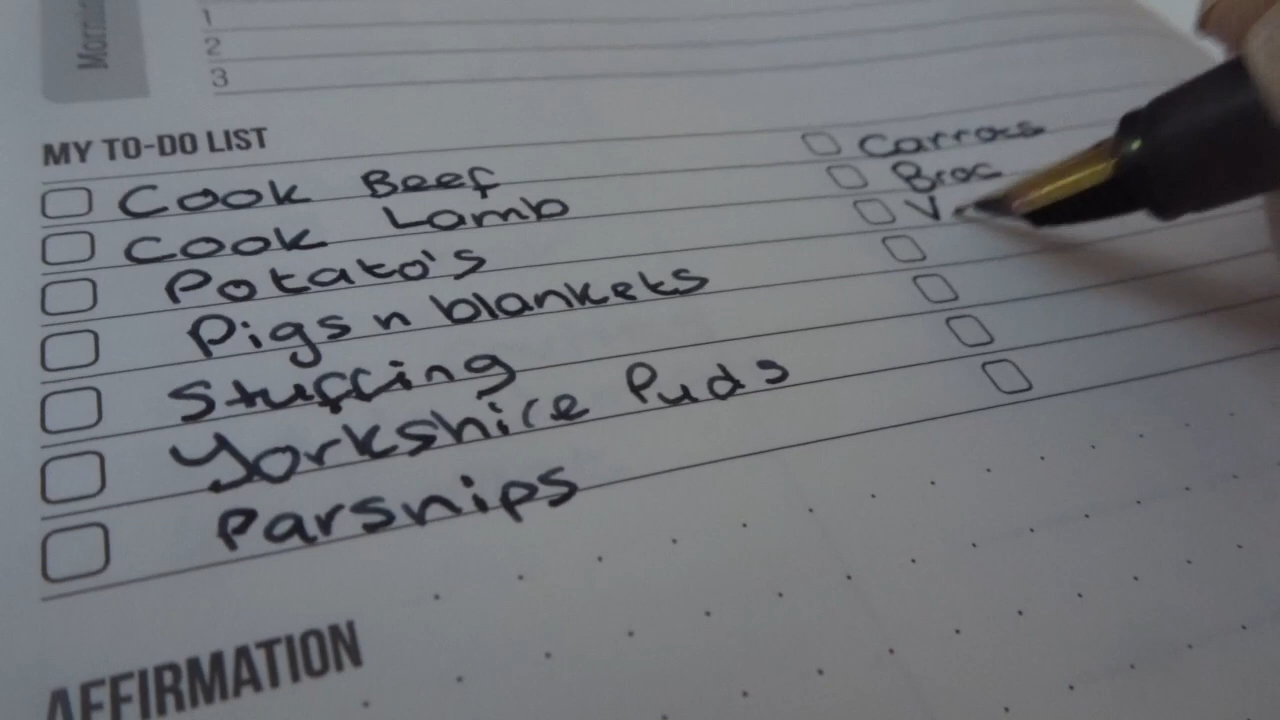 Morni
1
2
3
MY TO-DO LIST
Cook Beef
Cook Lamb
Potato's
Pigs n blankets
Stuffing
Yorkshire Puds
Parsnips
Carrots
Broc
V
AFFIRMATION